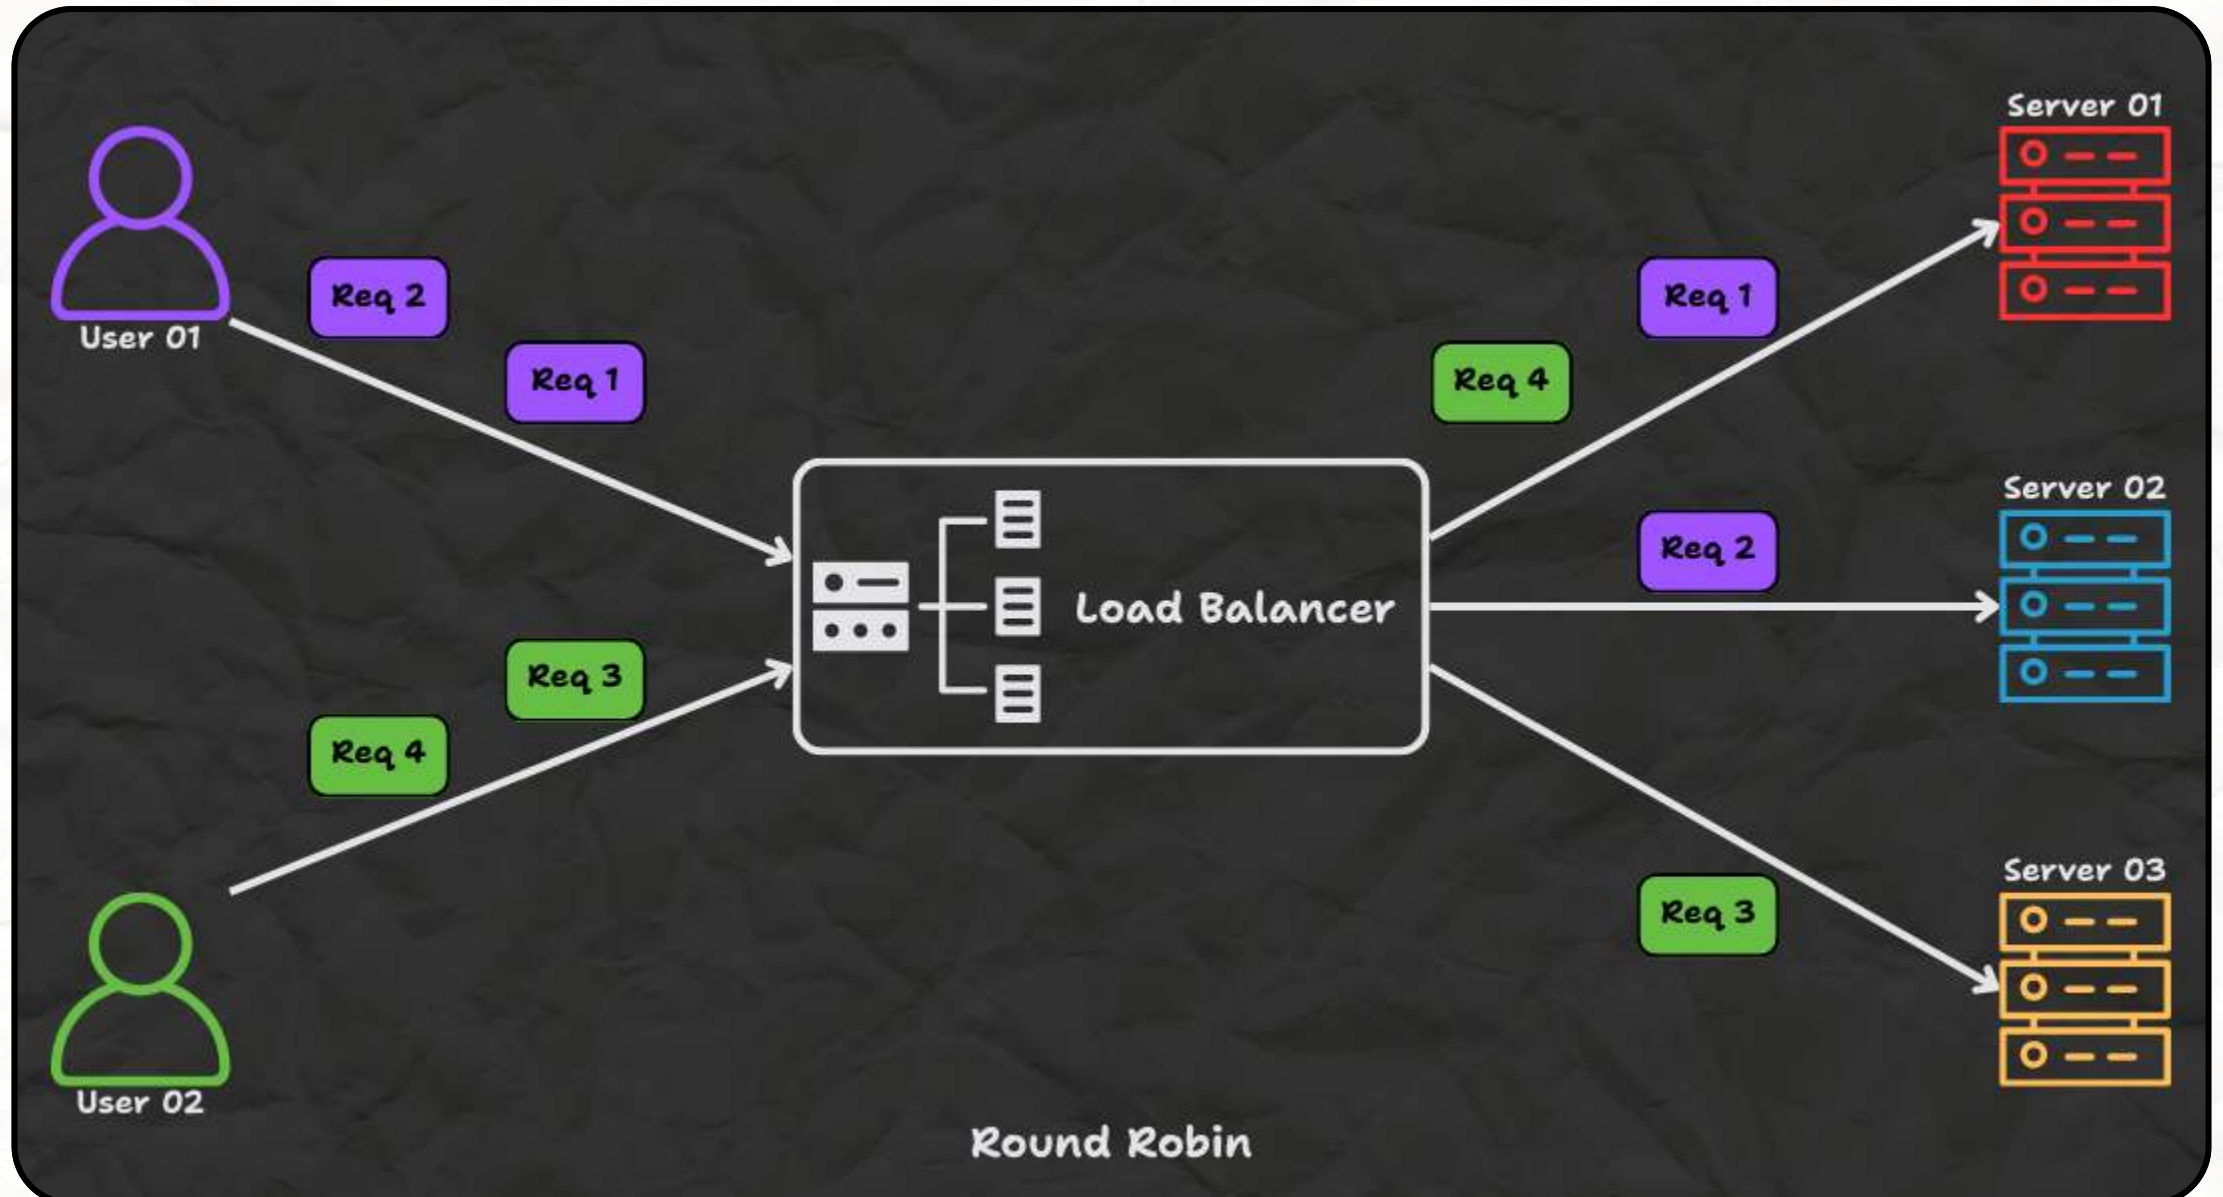 Server 01
User 01
Req 2
Req 1
Req 1
Req 4
Load Balancer
Server 02
Req 2
Req 3
Req 4
User 02
Server 03
Req 3
Round Robin